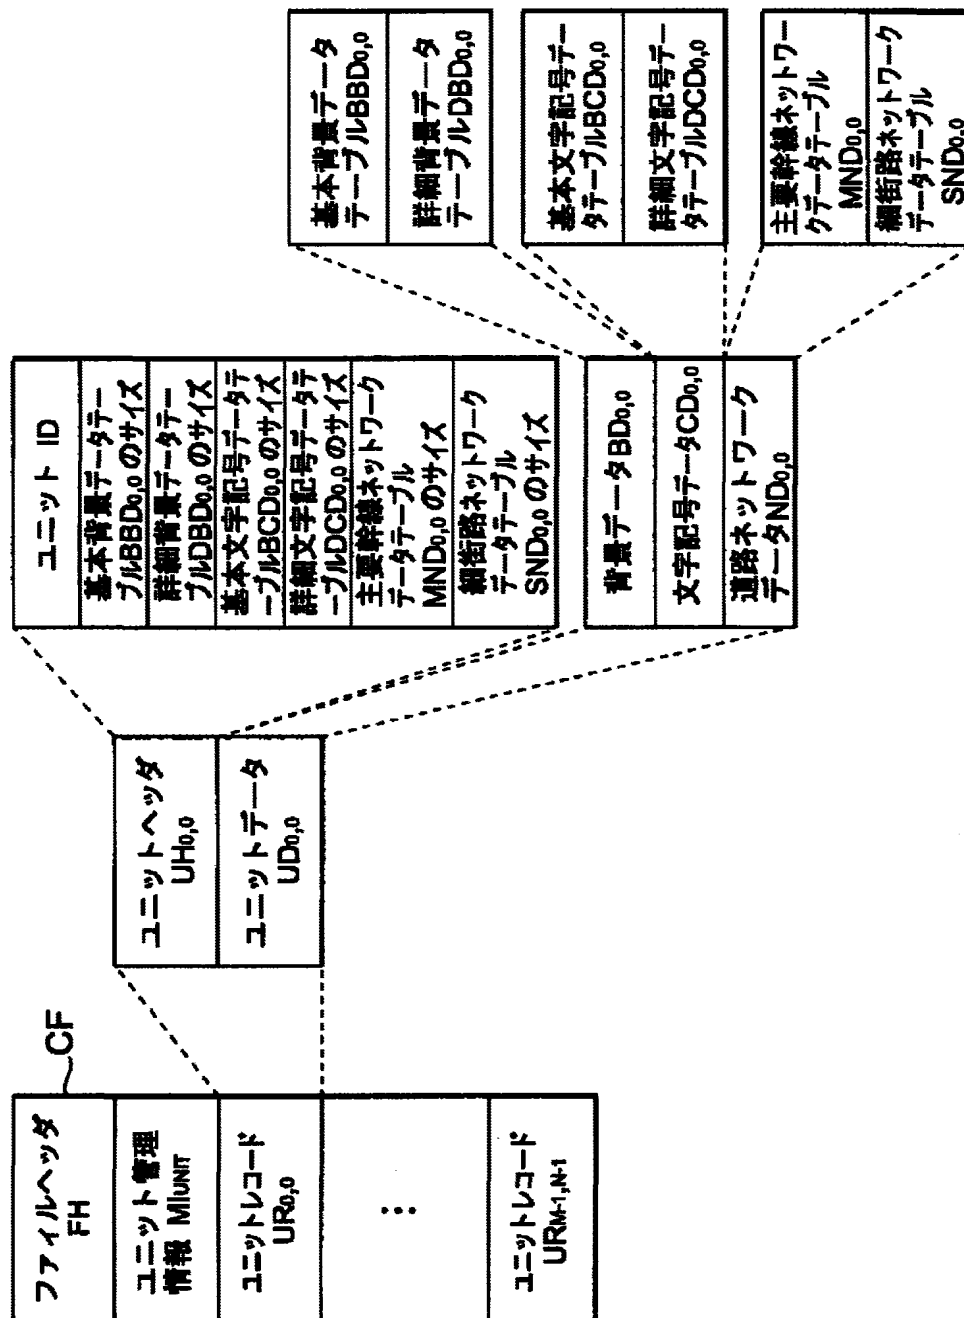 CF
ファイルヘッダ
FH
ユニット管理
情報 MIUNIT
ユニットレコード
UR0,0
⋮
ユニットレコード
URM-1,N-1
ユニットヘッダ
UH0,0
ユニットデータ
UD0,0
ユニット ID
基本背景データテー
ブルBBD0,0 のサイズ
詳細背景データテー
ブルDBD0,0 のサイズ
基本文字記号データテ
ーブルBCD0,0 のサイズ
詳細文字記号データテ
ーブルDCD0,0 のサイズ
主要幹線ネットワーク
データテーブル
MND0,0 のサイズ
細街路ネットワーク
データテーブル
SND0,0 のサイズ
背景データBD0,0
文字記号データCD0,0
道路ネットワーク
データND0,0
基本背景データ
テーブルBBD0,0
詳細背景データ
テーブルDBD0,0
基本文字記号デー
タテーブルBCD0,0
詳細文字記号デー
タテーブルDCD0,0
主要幹線ネットワー
クデータテーブル
MND0,0
細街路ネットワーク
データテーブル
SND0,0